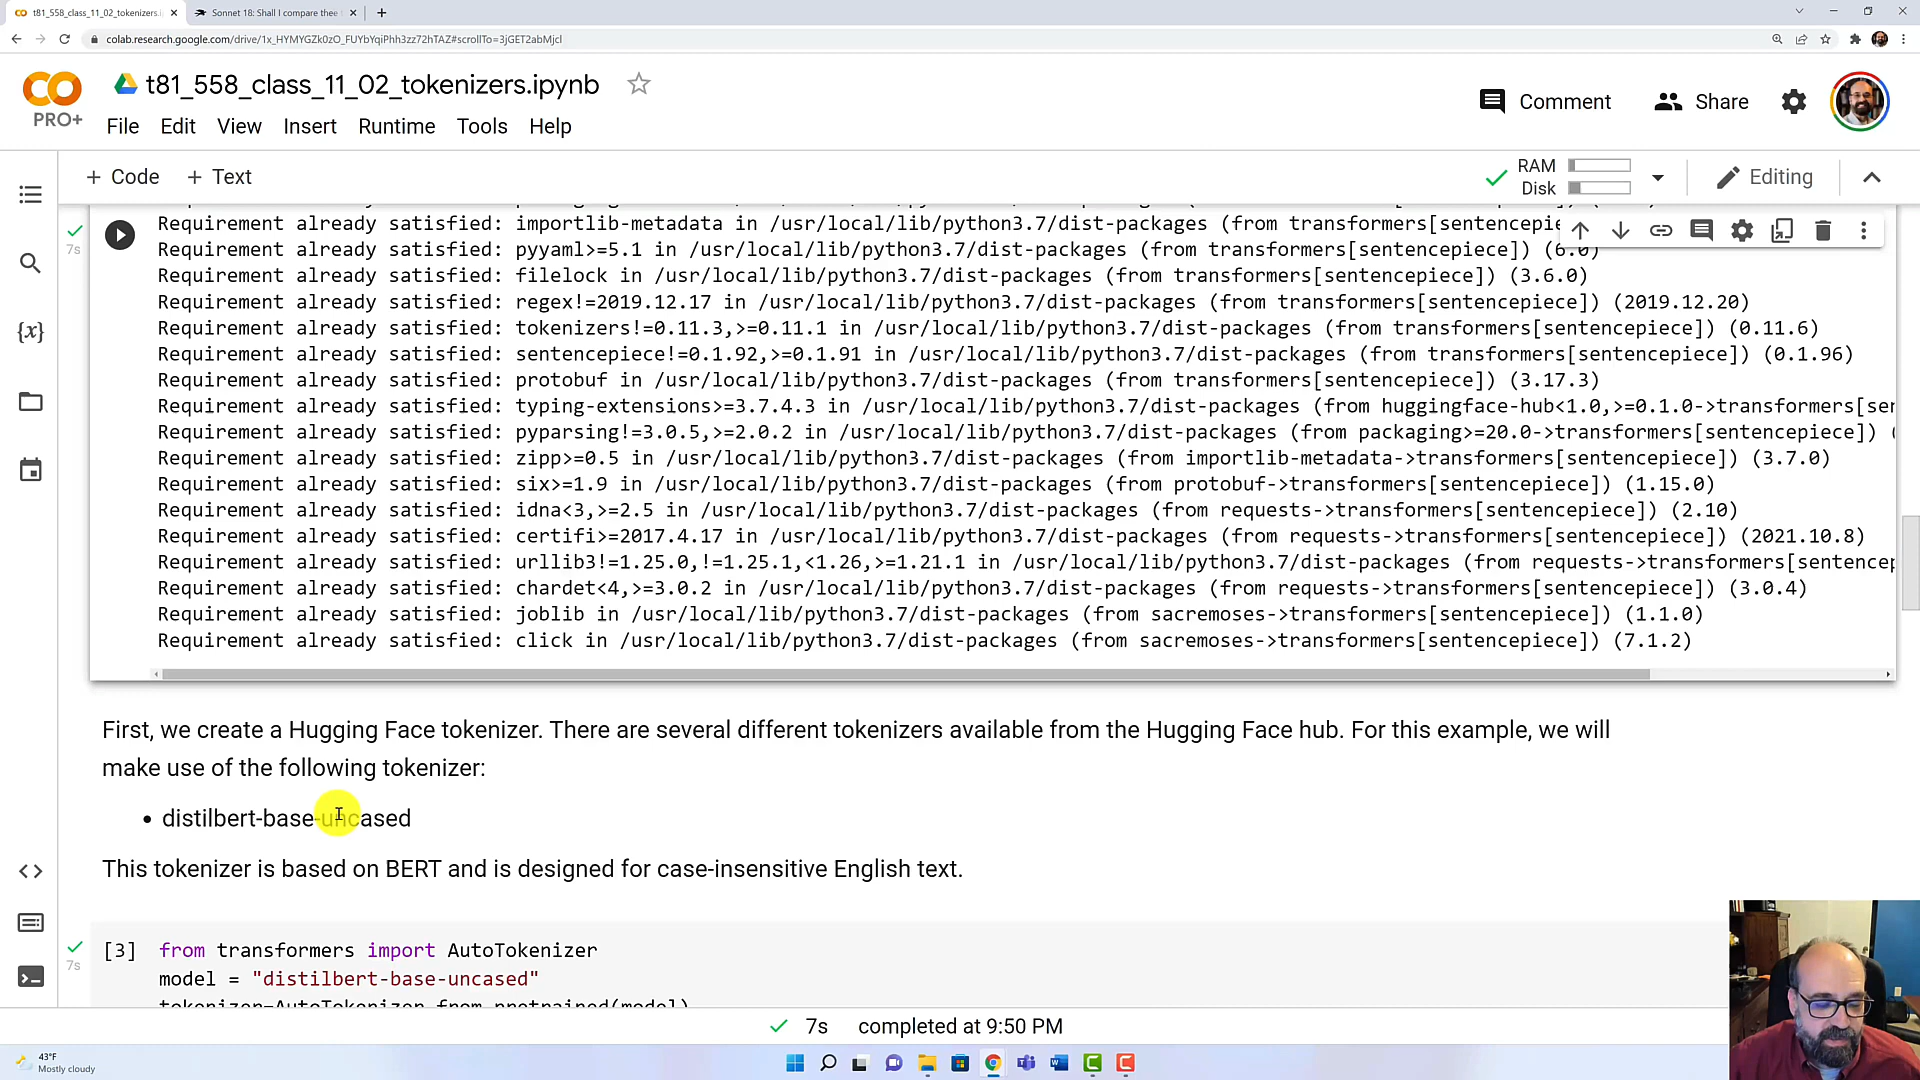 t81_558_class_11_02_tokenizers.i
Sonnet 18: Shall I compare thee
colab.research.google.com/drive/1x_HYMYGZk0zO_FUYbYqiPhh3zz72hTAZ#scrollTo=3jGET2abMjcl
t81_558_class_11_02_tokenizers.ipynb
PRO+
File Edit View Insert Runtime Tools Help
Comment Share
+ Code + Text
RAM
Disk
Editing
7s
Requirement already satisfied: importlib-metadata in /usr/local/lib/python3.7/dist-packages (from transformers[sentencepie
Requirement already satisfied: pyyaml>=5.1 in /usr/local/lib/python3.7/dist-packages (from transformers[sentencepiece]) (6.0)
Requirement already satisfied: filelock in /usr/local/lib/python3.7/dist-packages (from transformers[sentencepiece]) (3.6.0)
Requirement already satisfied: regex!=2019.12.17 in /usr/local/lib/python3.7/dist-packages (from transformers[sentencepiece]) (2019.12.20)
Requirement already satisfied: tokenizers!=0.11.3,>=0.11.1 in /usr/local/lib/python3.7/dist-packages (from transformers[sentencepiece]) (0.11.6)
Requirement already satisfied: sentencepiece!=0.1.92,>=0.1.91 in /usr/local/lib/python3.7/dist-packages (from transformers[sentencepiece]) (0.1.96)
Requirement already satisfied: protobuf in /usr/local/lib/python3.7/dist-packages (from transformers[sentencepiece]) (3.17.3)
Requirement already satisfied: typing-extensions>=3.7.4.3 in /usr/local/lib/python3.7/dist-packages (from huggingface-hub<1.0,>=0.1.0->transformers[sen
Requirement already satisfied: pyparsing!=3.0.5,>=2.0.2 in /usr/local/lib/python3.7/dist-packages (from packaging>=20.0->transformers[sentencepiece]) (
Requirement already satisfied: zipp>=0.5 in /usr/local/lib/python3.7/dist-packages (from importlib-metadata->transformers[sentencepiece]) (3.7.0)
Requirement already satisfied: six>=1.9 in /usr/local/lib/python3.7/dist-packages (from protobuf->transformers[sentencepiece]) (1.15.0)
Requirement already satisfied: idna<3,>=2.5 in /usr/local/lib/python3.7/dist-packages (from requests->transformers[sentencepiece]) (2.10)
Requirement already satisfied: certifi>=2017.4.17 in /usr/local/lib/python3.7/dist-packages (from requests->transformers[sentencepiece]) (2021.10.8)
Requirement already satisfied: urllib3!=1.25.0,!=1.25.1,<1.26,>=1.21.1 in /usr/local/lib/python3.7/dist-packages (from requests->transformers[sentencep
Requirement already satisfied: chardet<4,>=3.0.2 in /usr/local/lib/python3.7/dist-packages (from requests->transformers[sentencepiece]) (3.0.4)
Requirement already satisfied: joblib in /usr/local/lib/python3.7/dist-packages (from sacremoses->transformers[sentencepiece]) (1.1.0)
Requirement already satisfied: click in /usr/local/lib/python3.7/dist-packages (from sacremoses->transformers[sentencepiece]) (7.1.2)
First, we create a Hugging Face tokenizer. There are several different tokenizers available from the Hugging Face hub. For this example, we will
make use of the following tokenizer:
• distilbert-base-uncased
This tokenizer is based on BERT and is designed for case-insensitive English text.
[3] from transformers import AutoTokenizer
7s
model = "distilbert-base-uncased"
tokenizer=AutoTokenizer.from_pretrained(model)
7s completed at 9:50 PM
43°F
Mostly cloudy